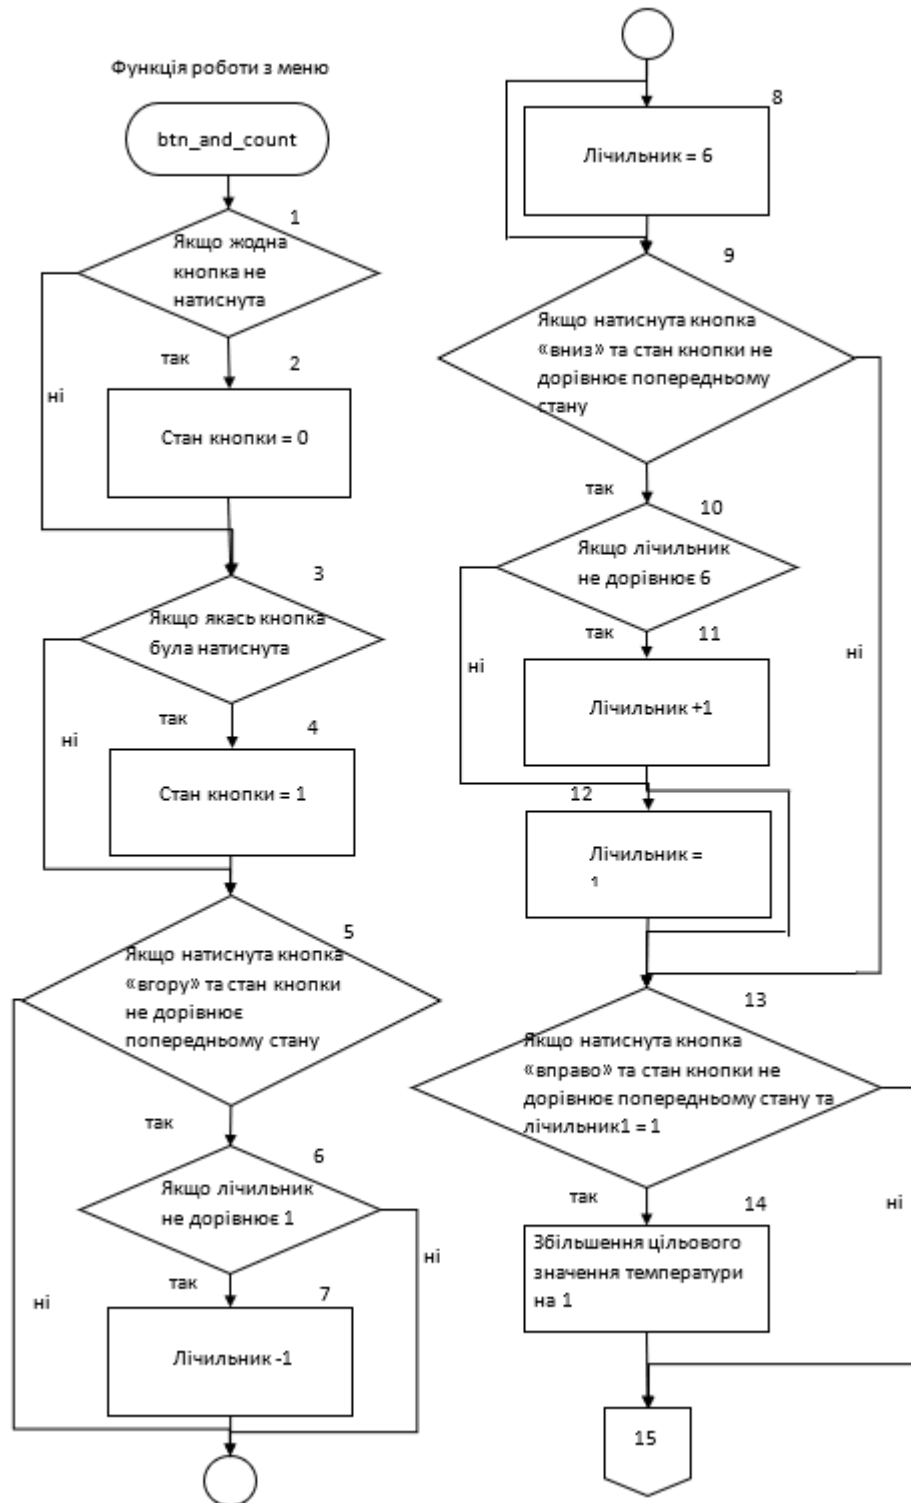 Функція роботи з меню
btn_and_count
1
Якщо жодна
кнопка не
натиснута
так
ні
2
Стан кнопки = 0
3
Якщо якась кнопка
була натиснута
так
ні
4
Стан кнопки = 1
5
Якщо натиснута кнопка
«вгору» та стан кнопки
не дорівнює
попередньому стану
так
ні
6
Якщо лічильник
не дорівнює 1
так
ні
7
Лічильник -1
8
Лічильник = 6
9
Якщо натиснута кнопка
«вниз» та стан кнопки не
дорівнює попередньому
стану
так
ні
10
Якщо лічильник
не дорівнює 6
так
ні
11
Лічильник +1
12
Лічильник =
1
13
Якщо натиснута кнопка
«вправо» та стан кнопки не
дорівнює попередньому стану та
лічильник1 = 1
так
ні
14
Збільшення цільового
значення температури
на 1
15